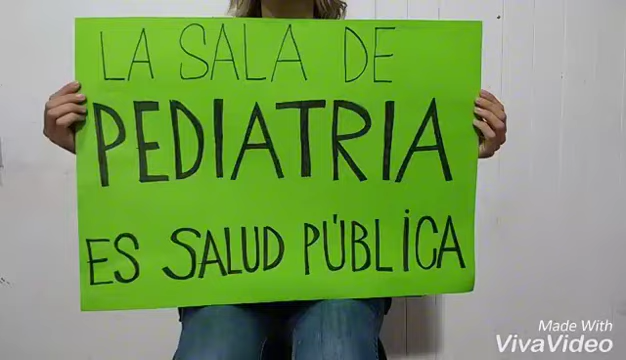 LA SALA DE
PEDIATRIA
ES SALUD PÚBLICA
Made With
VivaVideo